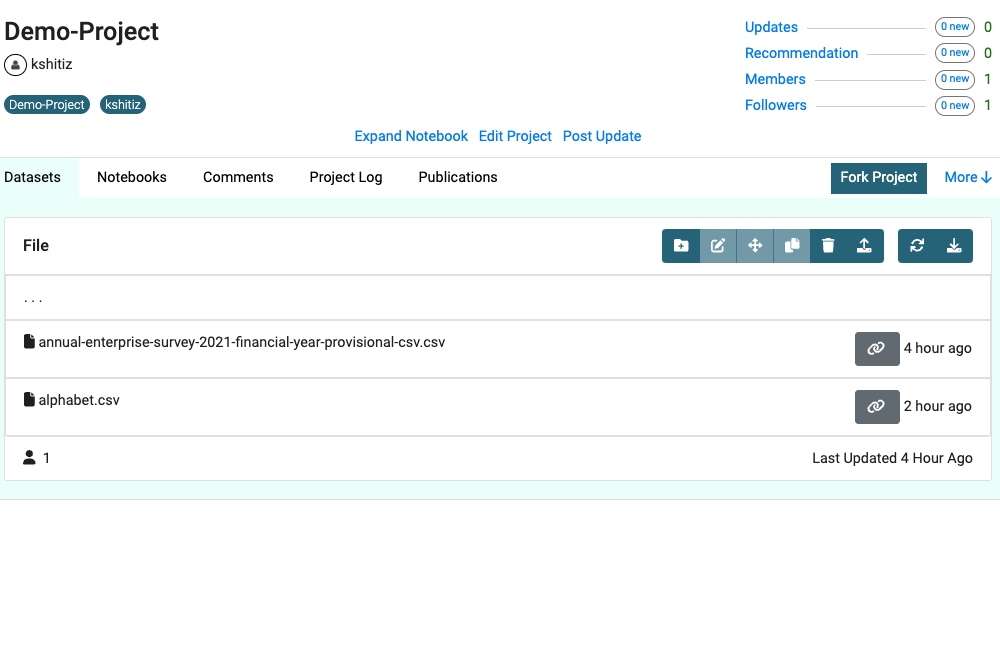 Demo-Project
kshitiz
Demo-Project kshitiz
Updates 0 new 0
Recommendation 0 new 0
Members 0 new 1
Followers 0 new 1
Expand Notebook Edit Project Post Update
Datasets Notebooks Comments Project Log Publications Fork Project More
File
. . .
annual-enterprise-survey-2021-financial-year-provisional-csv.csv 4 hour ago
alphabet.csv 2 hour ago
1 Last Updated 4 Hour Ago